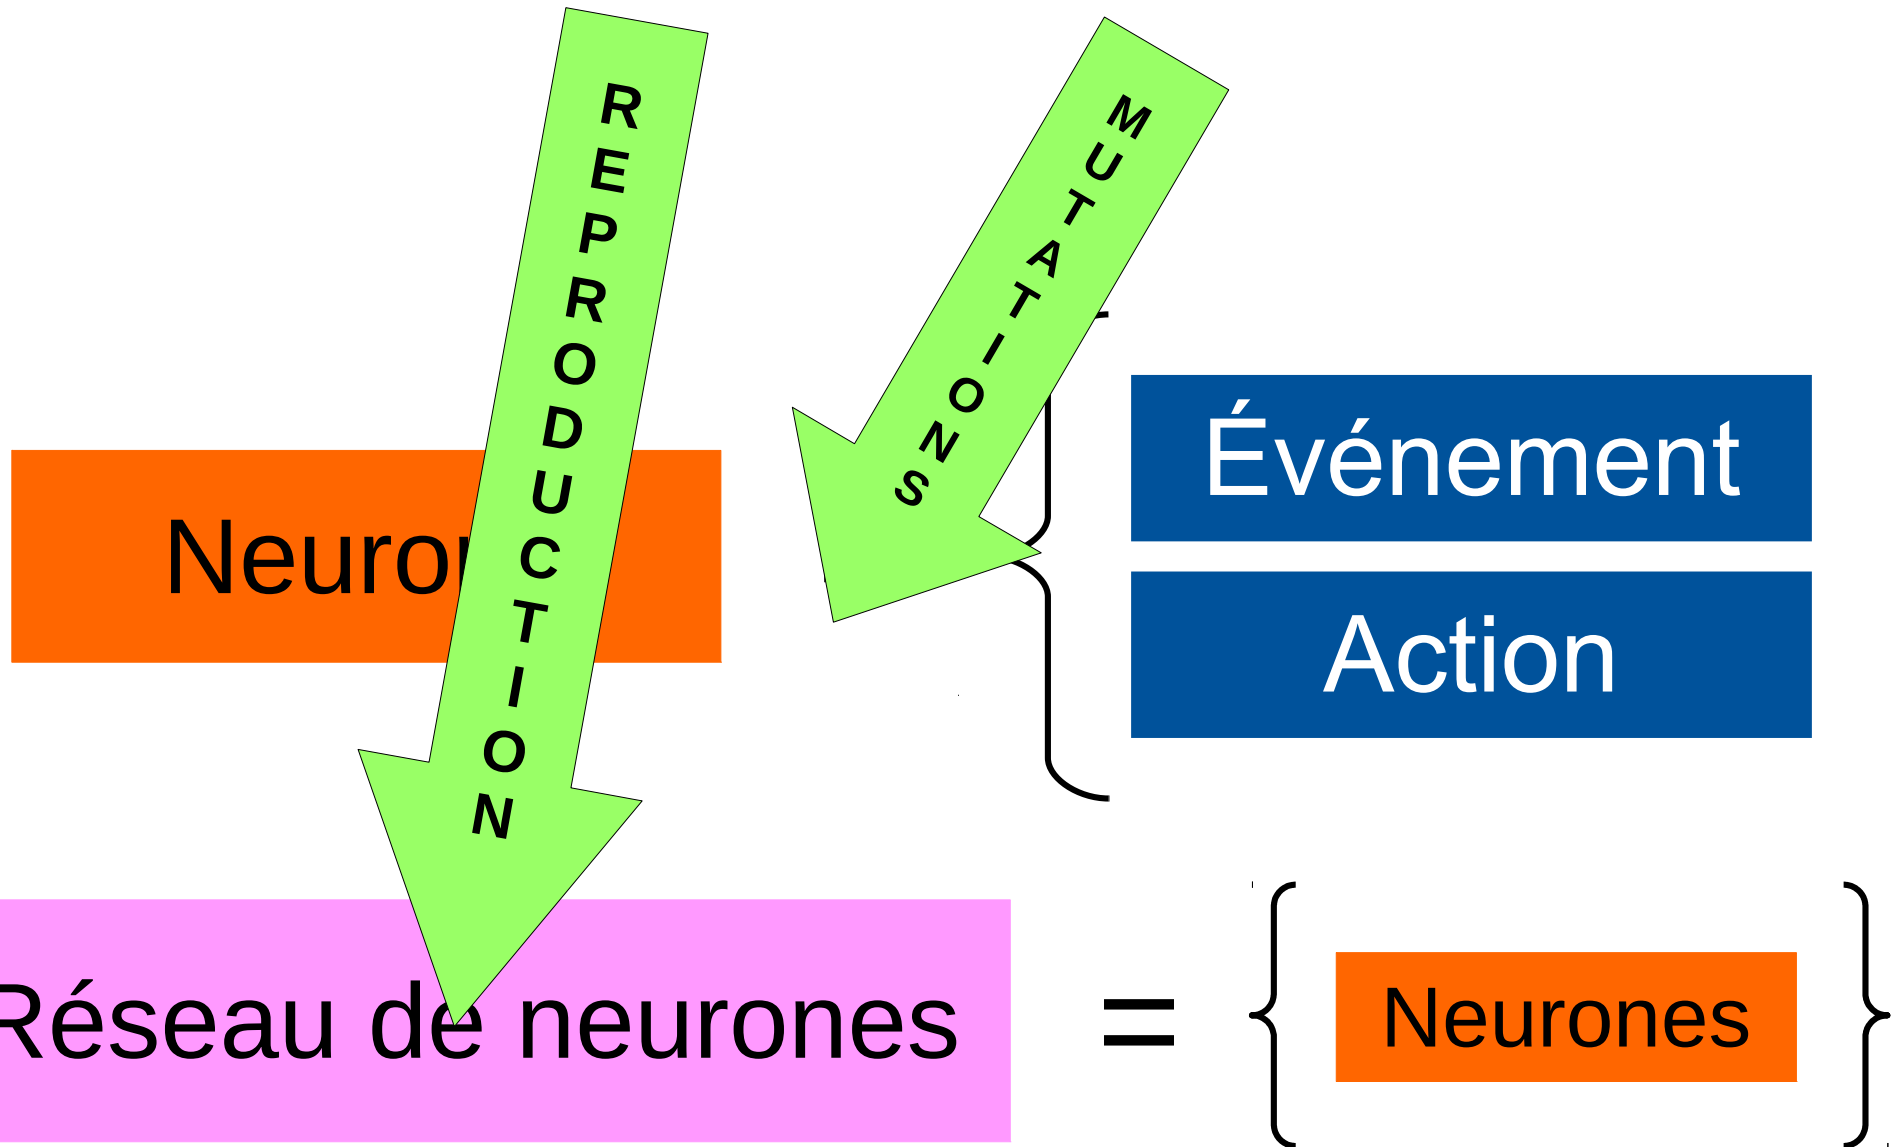 REPRODUCTION
MUTATIONS
Événement
Neuron
Action
Réseau de neurones
=
Neurones